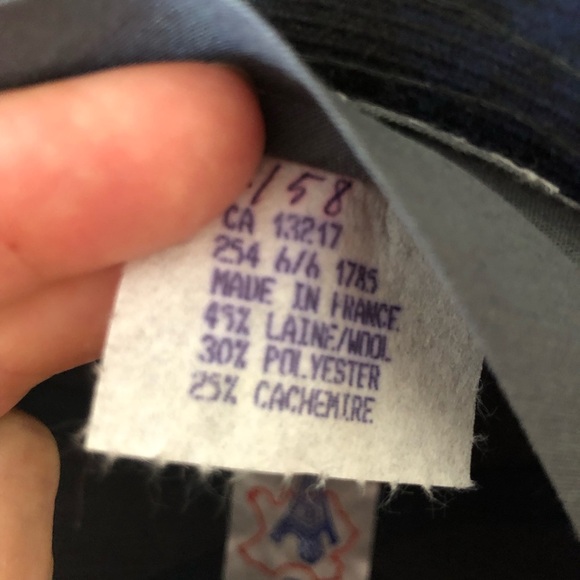 158
CA 13217
254 6/6 1785
MADE IN FRANCE
45% LAINE/WOOL
30% POLYESTER
25% CACHEMIRE